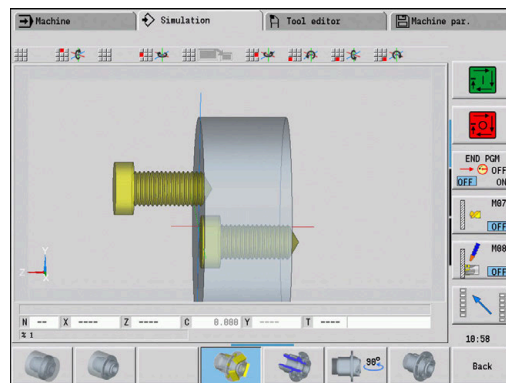 Machine
Simulation
Tool editor
Machine par.
END PGM
OFF
OFF ON
M07
OFF
M08
OFF
Y
Z
X
N -- X ---- Z ---- C 0.000 Y ---- T ----
% 1
10:58
90°
Back